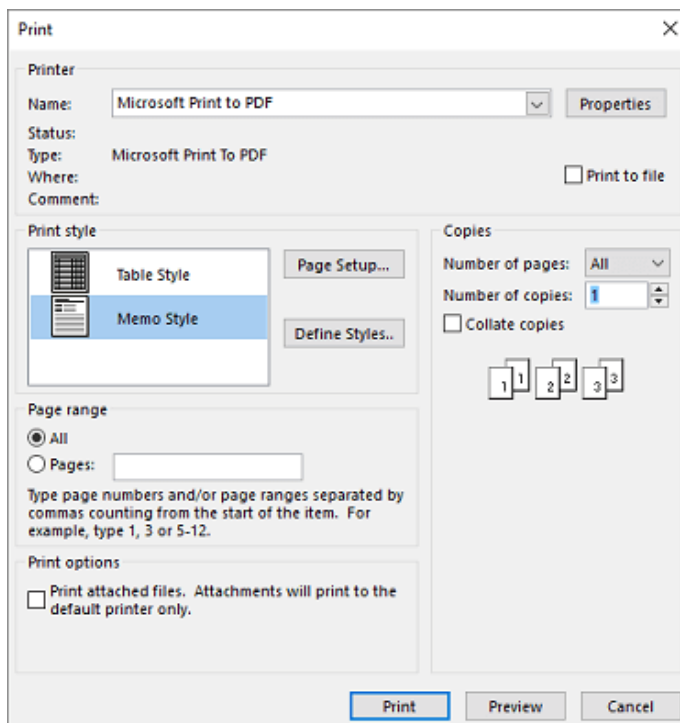 Print
Printer
Name: Microsoft Print to PDF Properties
Status:
Type: Microsoft Print To PDF
Where:
Print to file
Comment:
Print style
Table Style
Memo Style
Page Setup...
Define Styles..
Copies
Number of pages: All
Number of copies: 1
Collate copies
1 1 2 2 3 3
Page range
All
Pages:
Type page numbers and/or page ranges separated by
commas counting from the start of the item. For
example, type 1, 3 or 5-12.
Print options
Print attached files. Attachments will print to the
default printer only.
Print Preview Cancel